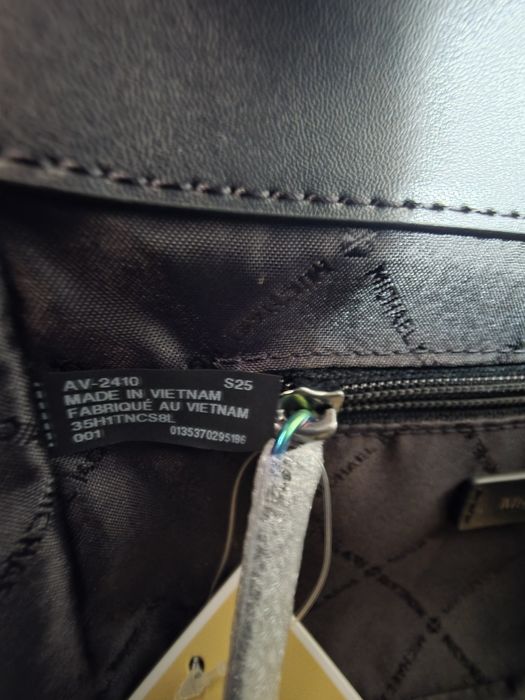 MICHAEL
AV-2410 S25
MADE IN VIETNAM
FABRIQUÉ AU VIETNAM
35H1TNCS8L
001 0135370295196